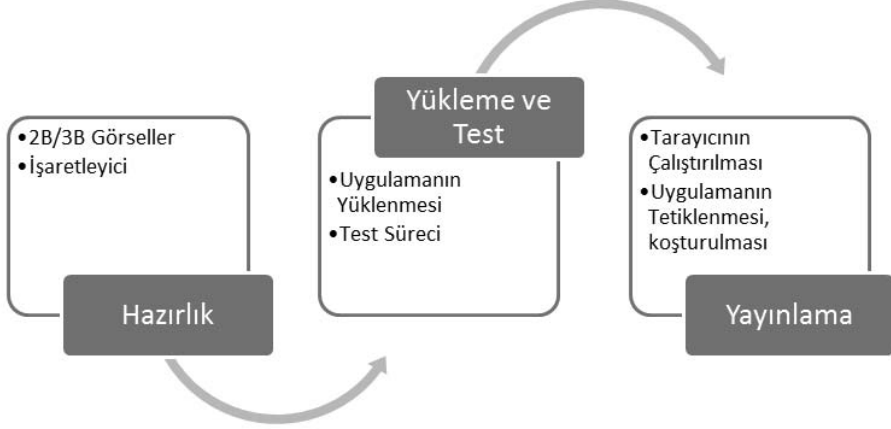 •2B/3B Görseller
•İşaretleyici
Hazırlık
Yükleme ve
Test
•Uygulamanın
Yüklenmesi
•Test Süreci
•Tarayıcının
Çalıştırılması
•Uygulamanın
Tetiklenmesi,
koşturulması
Yayınlama